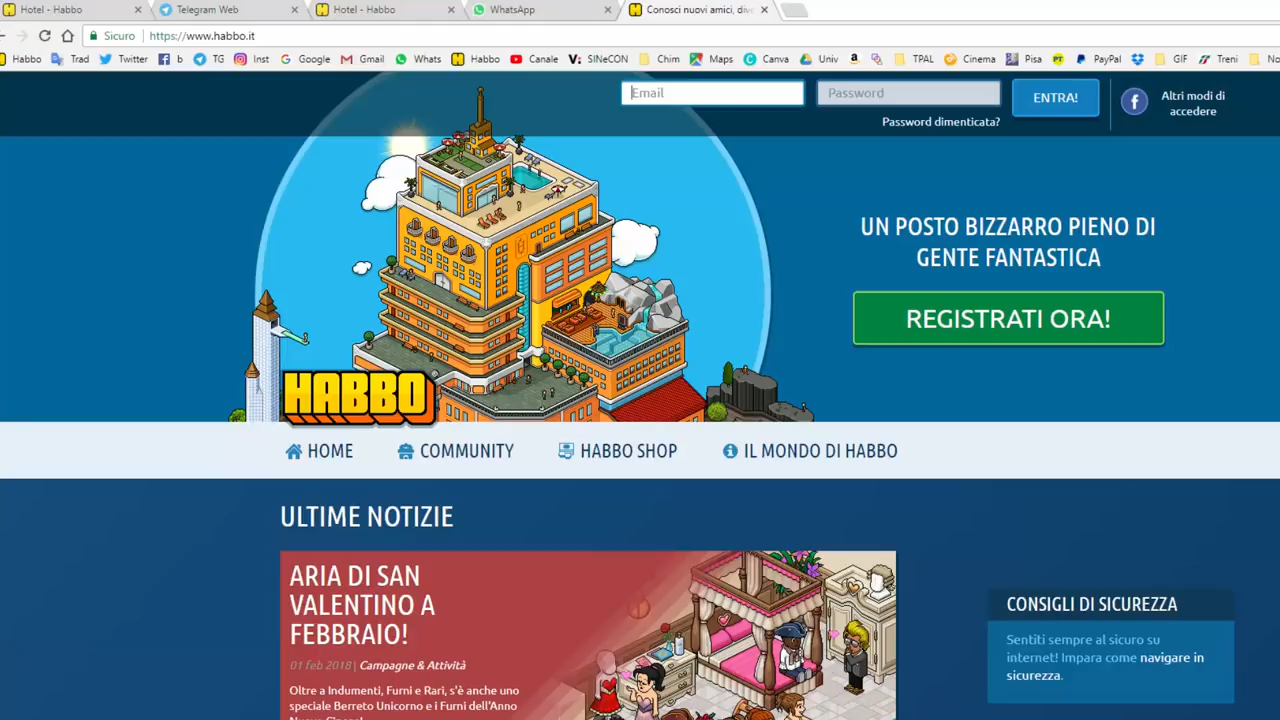 Hotel - Habbo
Telegram Web
Hotel - Habbo
WhatsApp
Conosci nuovi amici, dive
Sicuro
https://www.habbo.it
Habbo
Trad
Twitter
b
TG
Inst
Google
Gmail
Whats
Habbo
Canale
SINeCON
Chim
Maps
Canva
Univ
TPAL
Cinema
Pisa
PayPal
GIF
Treni
No
Email
Password
ENTRA!
Altri modi di
accedere
Password dimenticata?
UN POSTO BIZZARRO PIENO DI
GENTE FANTASTICA
REGISTRATI ORA!
HABBO
HOME
COMMUNITY
HABBO SHOP
IL MONDO DI HABBO
ULTIME NOTIZIE
ARIA DI SAN
VALENTINO A
FEBBRAIO!
01 feb 2018 | Campagne & Attività
Oltre a Indumenti, Furni e Rari, s'è anche uno
speciale Berreto Unicorno e i Furni dell'Anno
CONSIGLI DI SICUREZZA
Sentiti sempre al sicuro su
internet! Impara come navigare in
sicurezza.